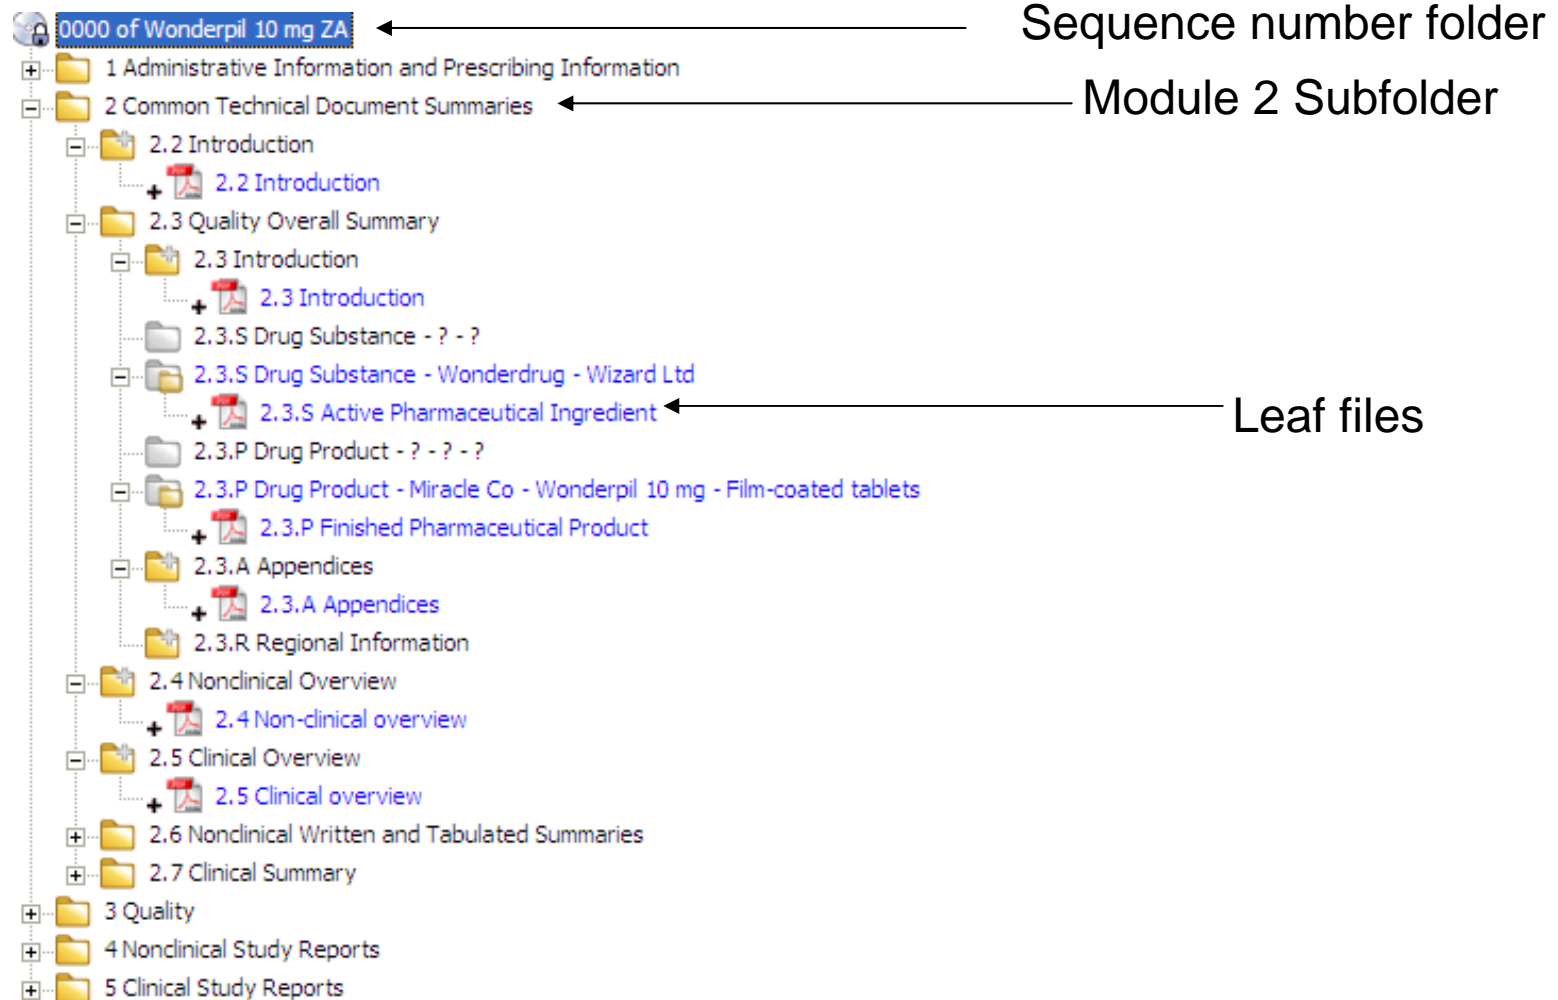 0000 of Wonderpil 10 mg ZA
Sequence number folder
1 Administrative Information and Prescribing Information
2 Common Technical Document Summaries
Module 2 Subfolder
2.2 Introduction
2.2 Introduction
2.3 Quality Overall Summary
2.3 Introduction
2.3 Introduction
2.3.S Drug Substance - ? - ?
2.3.S Drug Substance - Wonderdrug - Wizard Ltd
2.3.S Active Pharmaceutical Ingredient
Leaf files
2.3.P Drug Product - ? - ? - ?
2.3.P Drug Product - Miracle Co - Wonderpil 10 mg - Film-coated tablets
2.3.P Finished Pharmaceutical Product
2.3.A Appendices
2.3.A Appendices
2.3.R Regional Information
2.4 Nonclinical Overview
2.4 Non-clinical overview
2.5 Clinical Overview
2.5 Clinical overview
2.6 Nonclinical Written and Tabulated Summaries
2.7 Clinical Summary
3 Quality
4 Nonclinical Study Reports
5 Clinical Study Reports